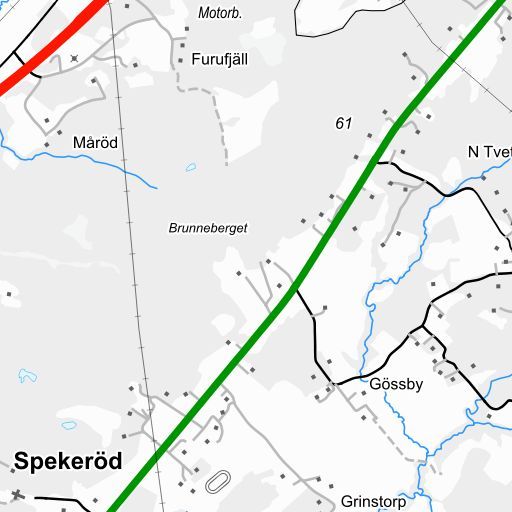 Motorb.
Furufjäll
61
Måröd
N Tvet
Brunneberget
Gössby
Spekeröd
Grinstorp